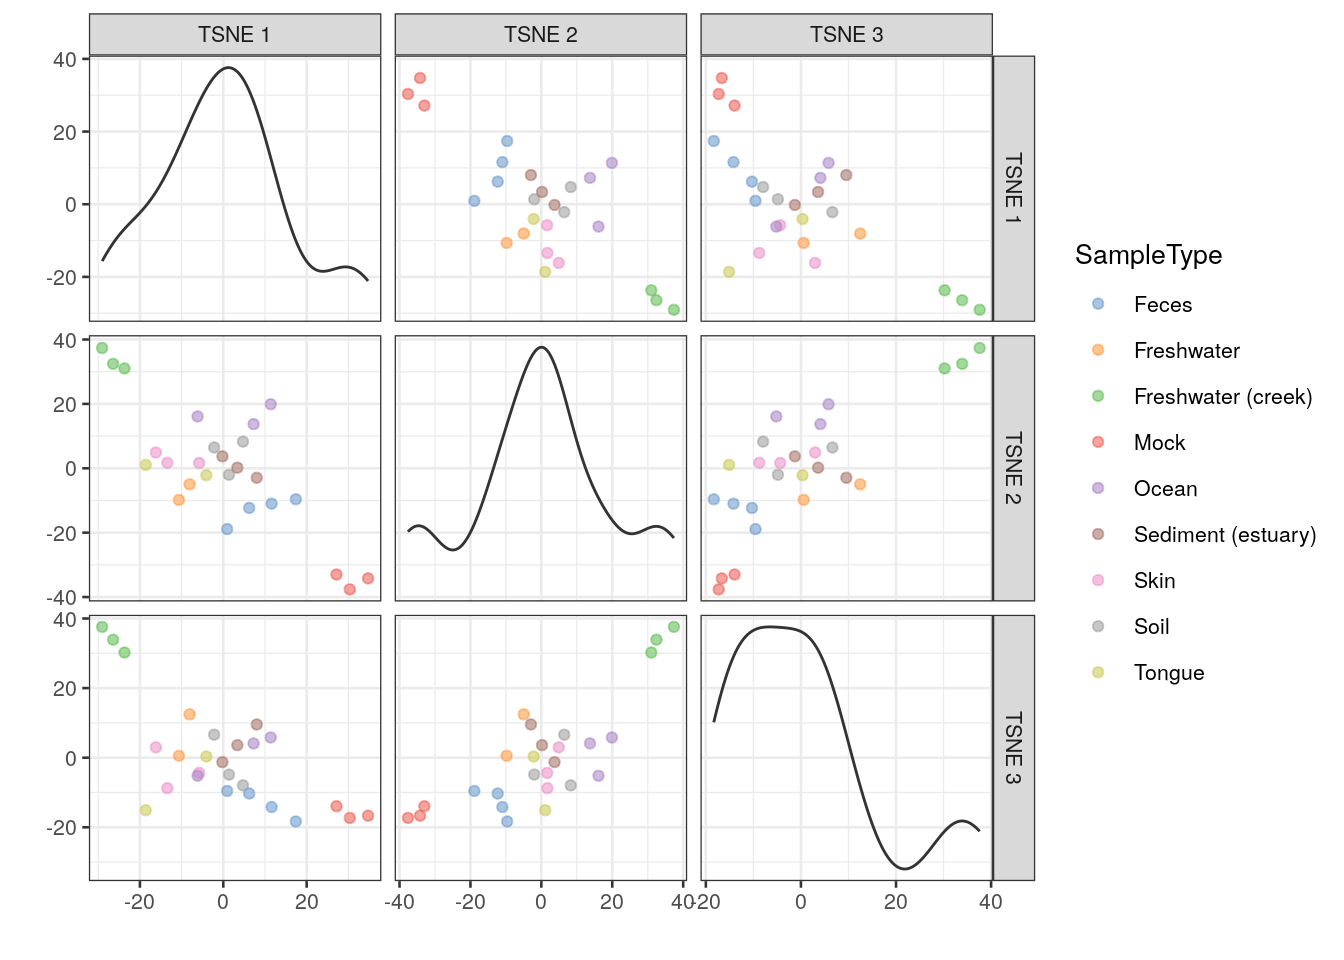 TSNE 1 TSNE 2 TSNE 3
40
20
0
-20
TSNE 1
40
20
0
-20
-40
TSNE 2
40
20
0
-20
TSNE 3
-20 0 20 -40 -20 0 20 40 -20 0 20 40
SampleType
Feces
Freshwater
Freshwater (creek)
Mock
Ocean
Sediment (estuary)
Skin
Soil
Tongue